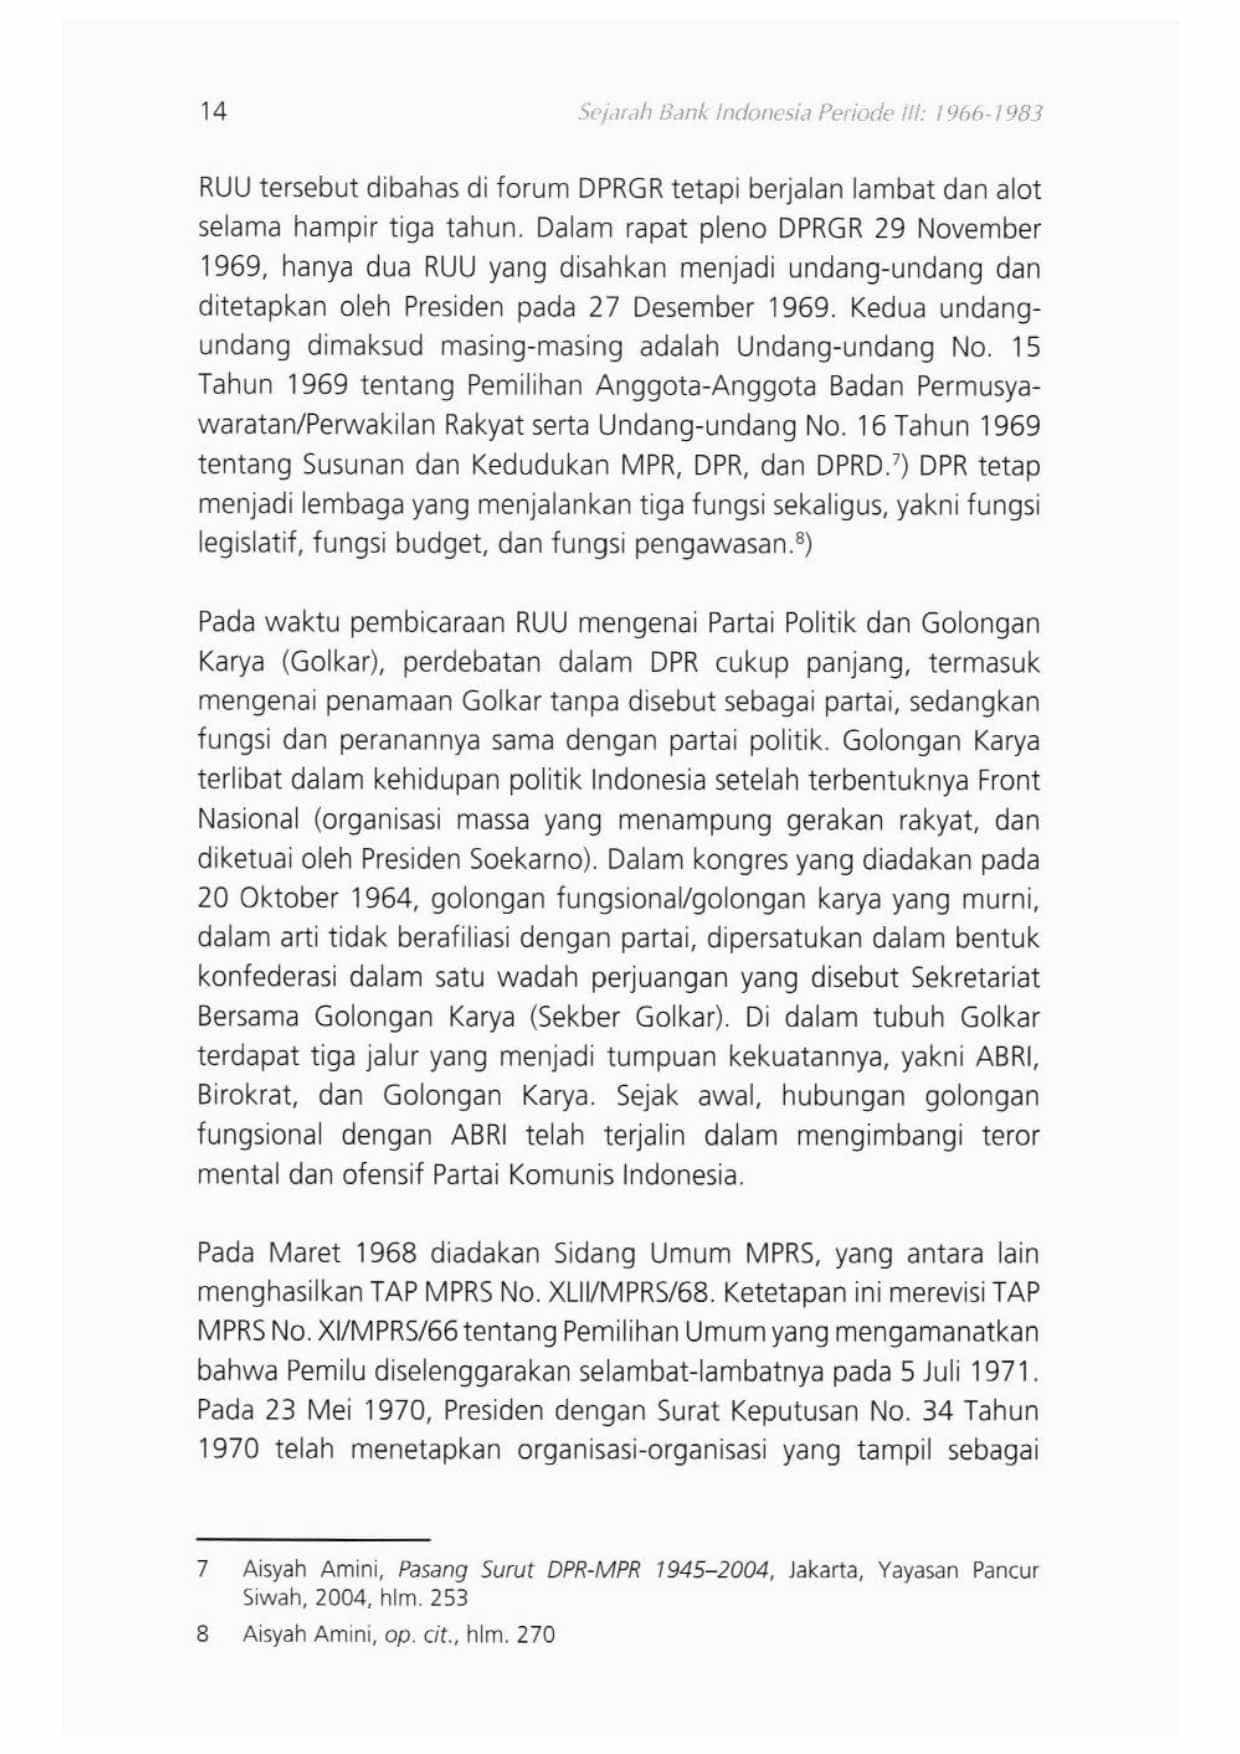 14
Sejarah Bank Indonesia Periode III: 1966-1983
RUU tersebut dibahas di forum DPRGR tetapi berjalan lambat dan alot
selama hampir tiga tahun. Dalam rapat pleno DPRGR 29 November
1969, hanya dua RUU yang disahkan menjadi undang-undang dan
ditetapkan oleh Presiden pada 27 Desember 1969. Kedua undang-
undang dimaksud masing-masing adalah Undang-undang No. 15
Tahun 1969 tentang Pemilihan Anggota-Anggota Badan Permusya-
waratan/Perwakilan Rakyat serta Undang-undang No. 16 Tahun 1969
tentang Susunan dan Kedudukan MPR, DPR, dan DPRD.⁷) DPR tetap
menjadi lembaga yang menjalankan tiga fungsi sekaligus, yakni fungsi
legislatif, fungsi budget, dan fungsi pengawasan.⁸)
Pada waktu pembicaraan RUU mengenai Partai Politik dan Golongan
Karya (Golkar), perdebatan dalam DPR cukup panjang, termasuk
mengenai penamaan Golkar tanpa disebut sebagai partai, sedangkan
fungsi dan peranannya sama dengan partai politik. Golongan Karya
terlibat dalam kehidupan politik Indonesia setelah terbentuknya Front
Nasional (organisasi massa yang menampung gerakan rakyat, dan
diketuai oleh Presiden Soekarno). Dalam kongres yang diadakan pada
20 Oktober 1964, golongan fungsional/golongan karya yang murni,
dalam arti tidak berafiliasi dengan partai, dipersatukan dalam bentuk
konfederasi dalam satu wadah perjuangan yang disebut Sekretariat
Bersama Golongan Karya (Sekber Golkar). Di dalam tubuh Golkar
terdapat tiga jalur yang menjadi tumpuan kekuatannya, yakni ABRI,
Birokrat, dan Golongan Karya. Sejak awal, hubungan golongan
fungsional dengan ABRI telah terjalin dalam mengimbangi teror
mental dan ofensif Partai Komunis Indonesia.
Pada Maret 1968 diadakan Sidang Umum MPRS, yang antara lain
menghasilkan TAP MPRS No. XLII/MPRS/68. Ketetapan ini merevisi TAP
MPRS No. XI/MPRS/66 tentang Pemilihan Umum yang mengamanatkan
bahwa Pemilu diselenggarakan selambat-lambatnya pada 5 Juli 1971.
Pada 23 Mei 1970, Presiden dengan Surat Keputusan No. 34 Tahun
1970 telah menetapkan organisasi-organisasi yang tampil sebagai
7 Aisyah Amini, Pasang Surut DPR-MPR 1945–2004, Jakarta, Yayasan Pancur
Siwah, 2004, hlm. 253
8 Aisyah Amini, op. cit., hlm. 270